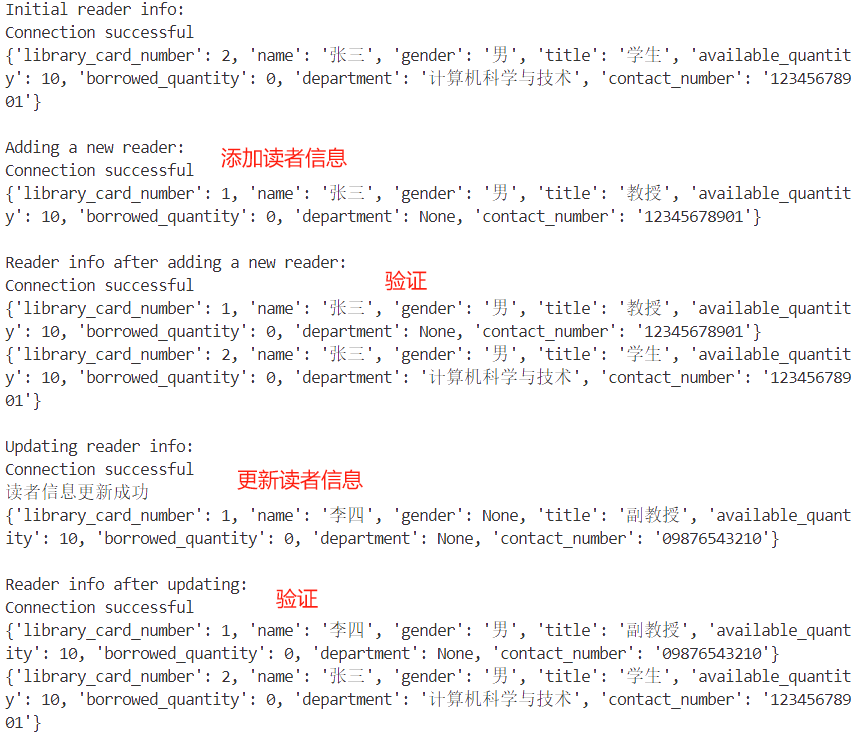 Initial reader info:
Connection successful
{'library_card_number': 2, 'name': '张三', 'gender': '男', 'title': '学生', 'available_quantit
y': 10, 'borrowed_quantity': 0, 'department': '计算机科学与技术', 'contact_number': '123456789
01'}
Adding a new reader:
添加读者信息
Connection successful
{'library_card_number': 1, 'name': '张三', 'gender': '男', 'title': '教授', 'available_quantit
y': 10, 'borrowed_quantity': 0, 'department': None, 'contact_number': '12345678901'}
Reader info after adding a new reader:
验证
Connection successful
{'library_card_number': 1, 'name': '张三', 'gender': '男', 'title': '教授', 'available_quantit
y': 10, 'borrowed_quantity': 0, 'department': None, 'contact_number': '12345678901'}
{'library_card_number': 2, 'name': '张三', 'gender': '男', 'title': '学生', 'available_quantit
y': 10, 'borrowed_quantity': 0, 'department': '计算机科学与技术', 'contact_number': '123456789
01'}
Updating reader info:
Connection successful
更新读者信息
读者信息更新成功
{'library_card_number': 1, 'name': '李四', 'gender': None, 'title': '副教授', 'available_quant
ity': 10, 'borrowed_quantity': 0, 'department': None, 'contact_number': '09876543210'}
Reader info after updating:
验证
Connection successful
{'library_card_number': 1, 'name': '李四', 'gender': '男', 'title': '副教授', 'available_quant
ity': 10, 'borrowed_quantity': 0, 'department': None, 'contact_number': '09876543210'}
{'library_card_number': 2, 'name': '张三', 'gender': '男', 'title': '学生', 'available_quantit
y': 10, 'borrowed_quantity': 0, 'department': '计算机科学与技术', 'contact_number': '123456789
01'}